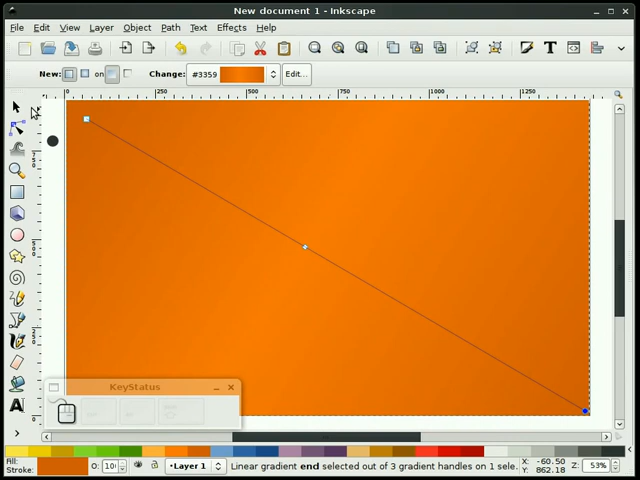 New document 1 - Inkscape
File Edit View Layer Object Path Text Effects Help
New: on Change: #3359 Edit...
0 250 500 750 1000 1250
KeyStatus
Fill:
Stroke:
O: 10
Layer 1
Linear gradient end selected out of 3 gradient handles on 1 sele.
X: -60.50
Y: 862.18
Z: 53%